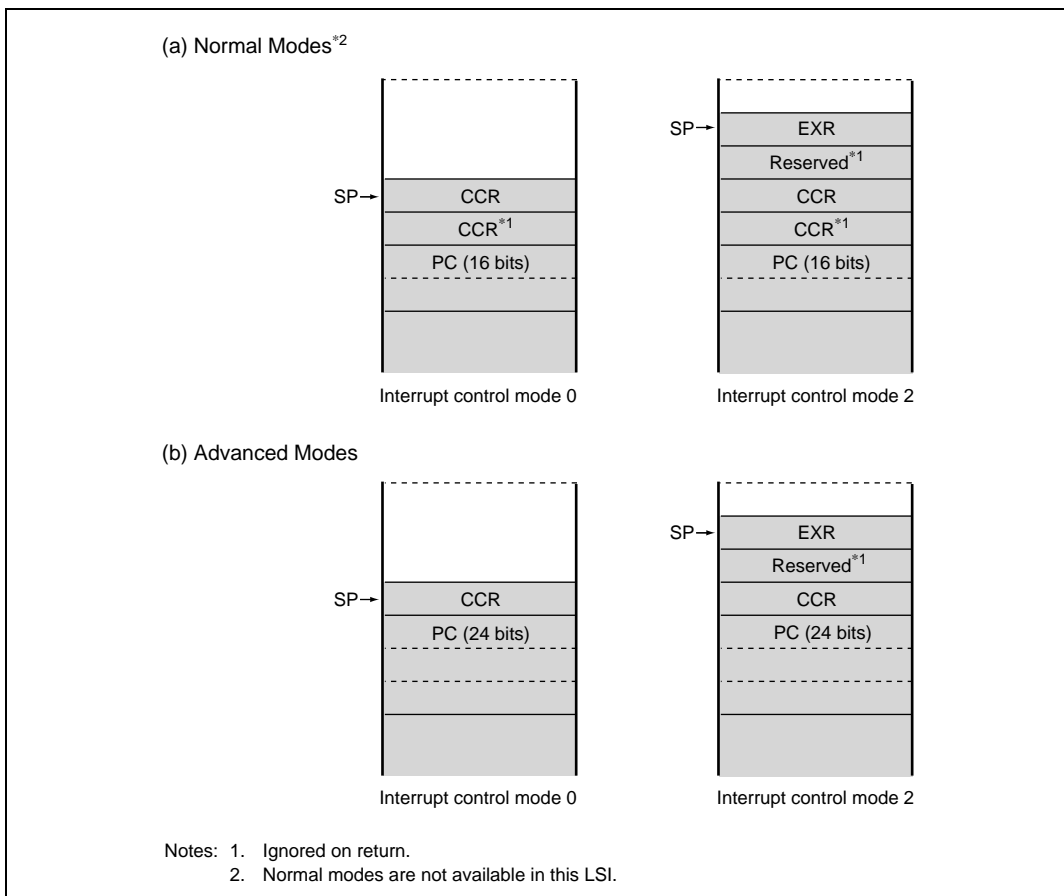 (a) Normal Modes*2
SP
CCR
CCR*1
PC (16 bits)
Interrupt control mode 0
SP
EXR
Reserved*1
CCR
CCR*1
PC (16 bits)
Interrupt control mode 2
(b) Advanced Modes
SP
CCR
PC (24 bits)
Interrupt control mode 0
SP
EXR
Reserved*1
CCR
PC (24 bits)
Interrupt control mode 2
Notes: 1. Ignored on return.
2. Normal modes are not available in this LSI.